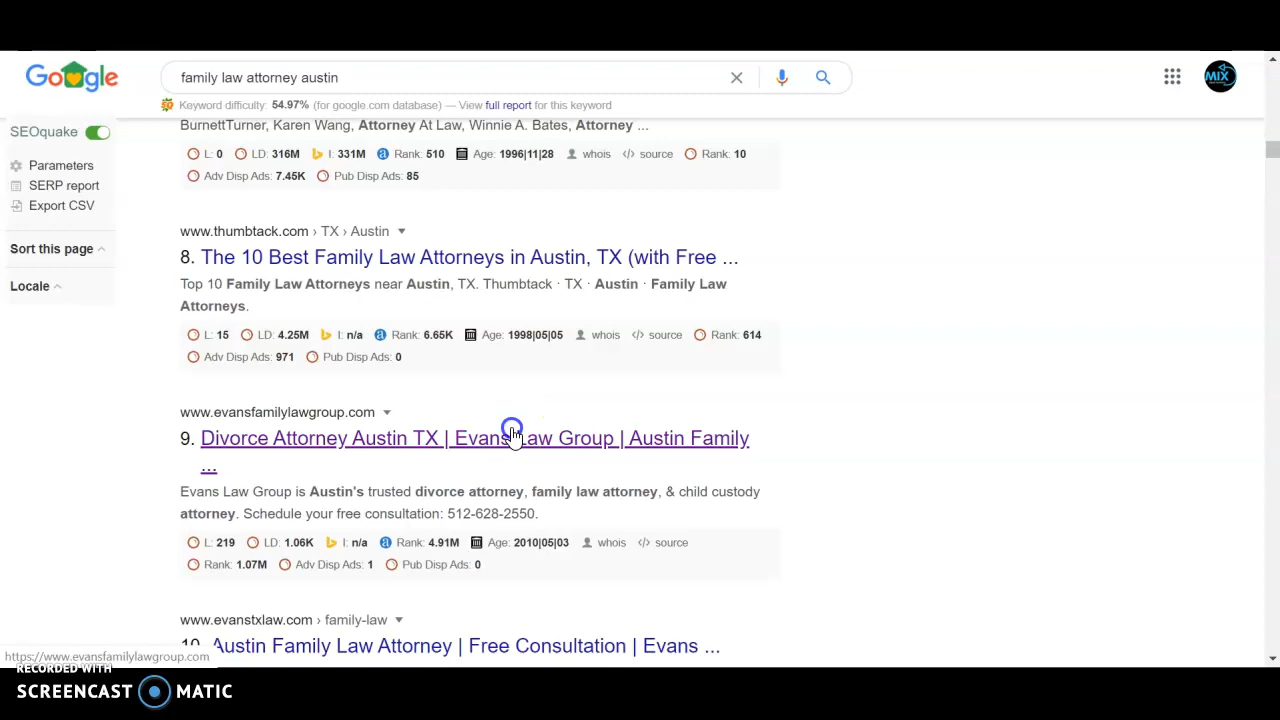 Google
family law attorney austin
MIX
Keyword difficulty: 54.97% (for google.com database) — View full report for this keyword
SEOquake
Parameters
SERP report
Export CSV
Sort this page
Locale
BurnettTurner, Karen Wang, Attorney At Law, Winnie A. Bates, Attorney ...
L: 0 LD: 316M I: 331M Rank: 510 Age: 1996|11|28 whois </> source Rank: 10
Adv Disp Ads: 7.45K Pub Disp Ads: 85
www.thumbtack.com › TX › Austin
8. The 10 Best Family Law Attorneys in Austin, TX (with Free ...
Top 10 Family Law Attorneys near Austin, TX. Thumbtack · TX · Austin · Family Law
Attorneys.
L: 15 LD: 4.25M I: n/a Rank: 6.65K Age: 1998|05|05 whois </> source Rank: 614
Adv Disp Ads: 971 Pub Disp Ads: 0
www.evansfamilylawgroup.com
9. Divorce Attorney Austin TX | Evans Law Group | Austin Family
...
Evans Law Group is Austin's trusted divorce attorney, family law attorney, & child custody
attorney. Schedule your free consultation: 512-628-2550.
L: 219 LD: 1.06K I: n/a Rank: 4.91M Age: 2010|05|03 whois </> source
Rank: 1.07M Adv Disp Ads: 1 Pub Disp Ads: 0
www.evanstxlaw.com › family-law
10. Austin Family Law Attorney | Free Consultation | Evans ...
https://www.evansfamilylawgroup.com
RECORDED WITH
SCREENCAST MATIC